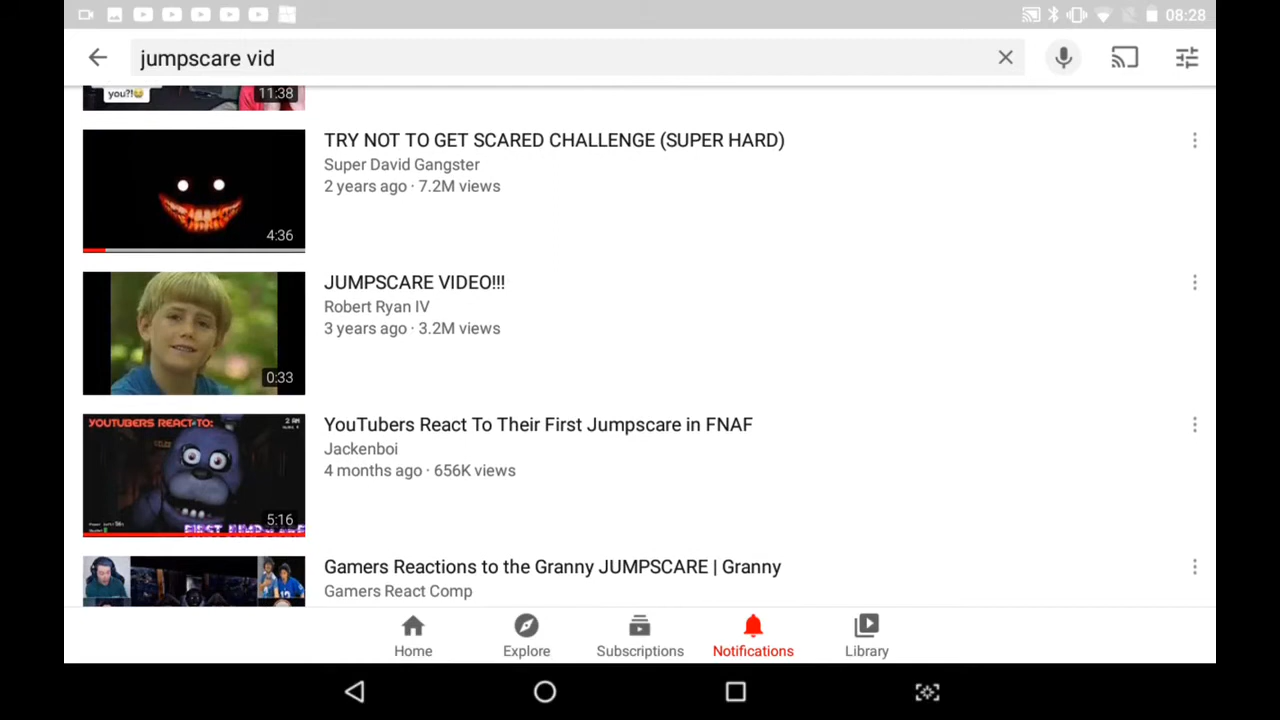 08:28
jumpscare vid
you?!😂
11:38
TRY NOT TO GET SCARED CHALLENGE (SUPER HARD)
Super David Gangster
2 years ago · 7.2M views
4:36
JUMPSCARE VIDEO!!!
Robert Ryan IV
3 years ago · 3.2M views
0:33
YOUTUBERS REACT TO:
2 AM
YouTubers React To Their First Jumpscare in FNAF
Jackenboi
4 months ago · 656K views
5:16
Gamers Reactions to the Granny JUMPSCARE | Granny
Gamers React Comp
Home
Explore
Subscriptions
Notifications
Library